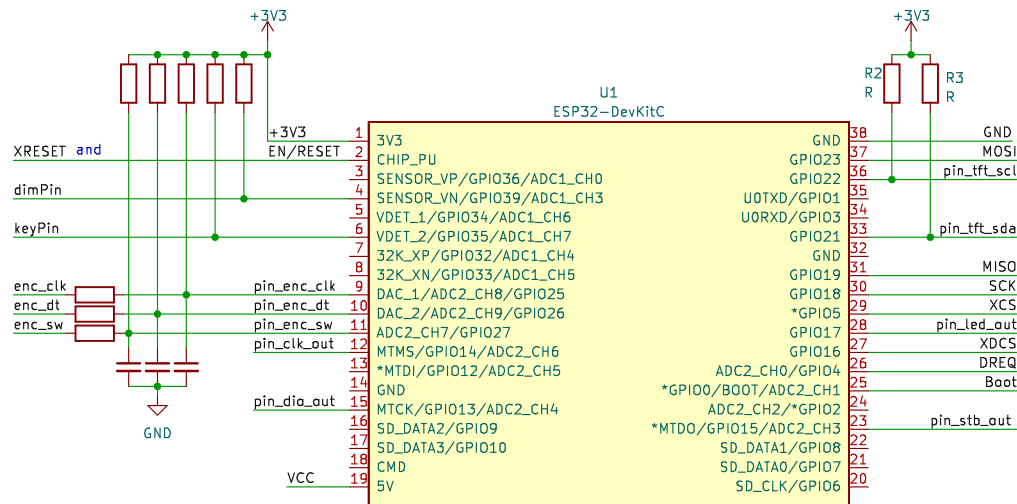 +3V3
+3V3
R2
R
R3
R
U1
ESP32-DevKitC
+3V3 1 3V3 GND 38 GND
XRESET and EN/RESET 2 CHIP_PU GPIO23 37 MOSI
3 SENSOR_VP/GPIO36/ADC1_CH0 GPIO22 36 pin_tft_scl
dimPin 4 SENSOR_VN/GPIO39/ADC1_CH3 U0TXD/GPIO1 35
5 VDET_1/GPIO34/ADC1_CH6 U0RXD/GPIO3 34
keyPin 6 VDET_2/GPIO35/ADC1_CH7 GPIO21 33 pin_tft_sda
7 32K_XP/GPIO32/ADC1_CH4 GND 32
8 32K_XN/GPIO33/ADC1_CH5 GPIO19 31 MISO
enc_clk pin_enc_clk 9 DAC_1/ADC2_CH8/GPIO25 GPIO18 30 SCK
enc_dt pin_enc_dt 10 DAC_2/ADC2_CH9/GPIO26 *GPIO5 29 XCS
enc_sw pin_enc_sw 11 ADC2_CH7/GPIO27 GPIO17 28 pin_led_out
pin_clk_out 12 MTMS/GPIO14/ADC2_CH6 GPIO16 27 XDCS
13 *MTDI/GPIO12/ADC2_CH5 ADC2_CH0/GPIO4 26 DREQ
14 GND *GPIO0/BOOT/ADC2_CH1 25 Boot
pin_dio_out 15 MTCK/GPIO13/ADC2_CH4 ADC2_CH2/*GPIO2 24
GND 16 SD_DATA2/GPIO9 *MTDO/GPIO15/ADC2_CH3 23 pin_stb_out
17 SD_DATA3/GPIO10 SD_DATA1/GPIO8 22
18 CMD SD_DATA0/GPIO7 21
VCC 19 5V SD_CLK/GPIO6 20